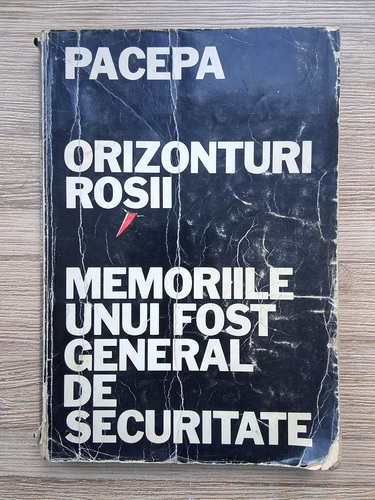 PACEPA
ORIZONTURI
ROSII
MEMORIILE
UNUI FOST
GENERAL
DE
SECURITATE